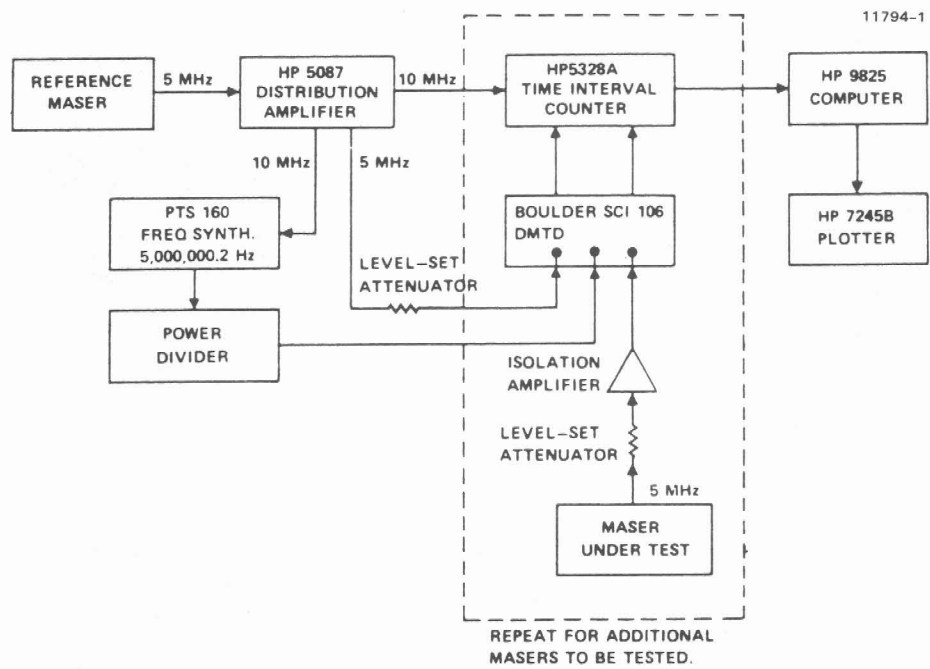 11794-1
REFERENCE
MASER
5 MHz
HP 5087
DISTRIBUTION
AMPLIFIER
10 MHz
HP5328A
TIME INTERVAL
COUNTER
HP 9825
COMPUTER
10 MHz
5 MHz
PTS 160
FREQ SYNTH.
5,000,000.2 Hz
BOULDER SCI 106
DMTD
HP 7245B
PLOTTER
LEVEL-SET
ATTENUATOR
POWER
DIVIDER
ISOLATION
AMPLIFIER
LEVEL-SET
ATTENUATOR
5 MHz
MASER
UNDER TEST
REPEAT FOR ADDITIONAL
MASERS TO BE TESTED.